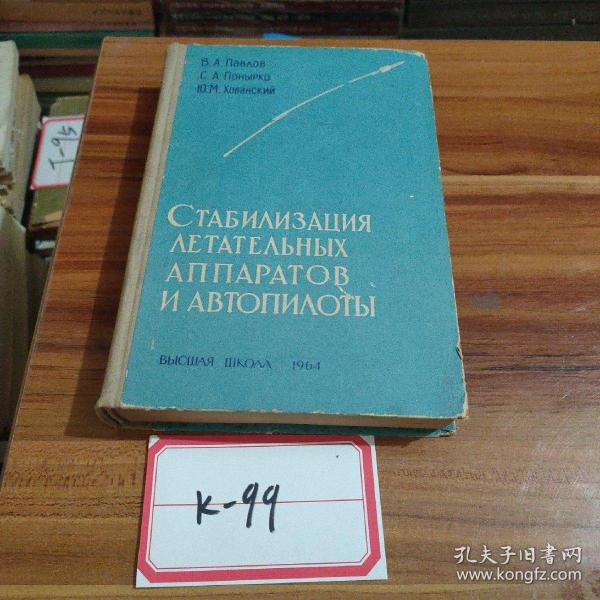 В. А. Павлов
С. А. Понырко
Ю. М. Хованский
СТАБИЛИЗАЦИЯ
ЛЕТАТЕЛЬНЫХ
АППАРАТОВ
И АВТОПИЛОТЫ
ВЫСШАЯ ШКОЛА 1964
K-99
J-95
孔夫子旧书网
www.kongfz.com